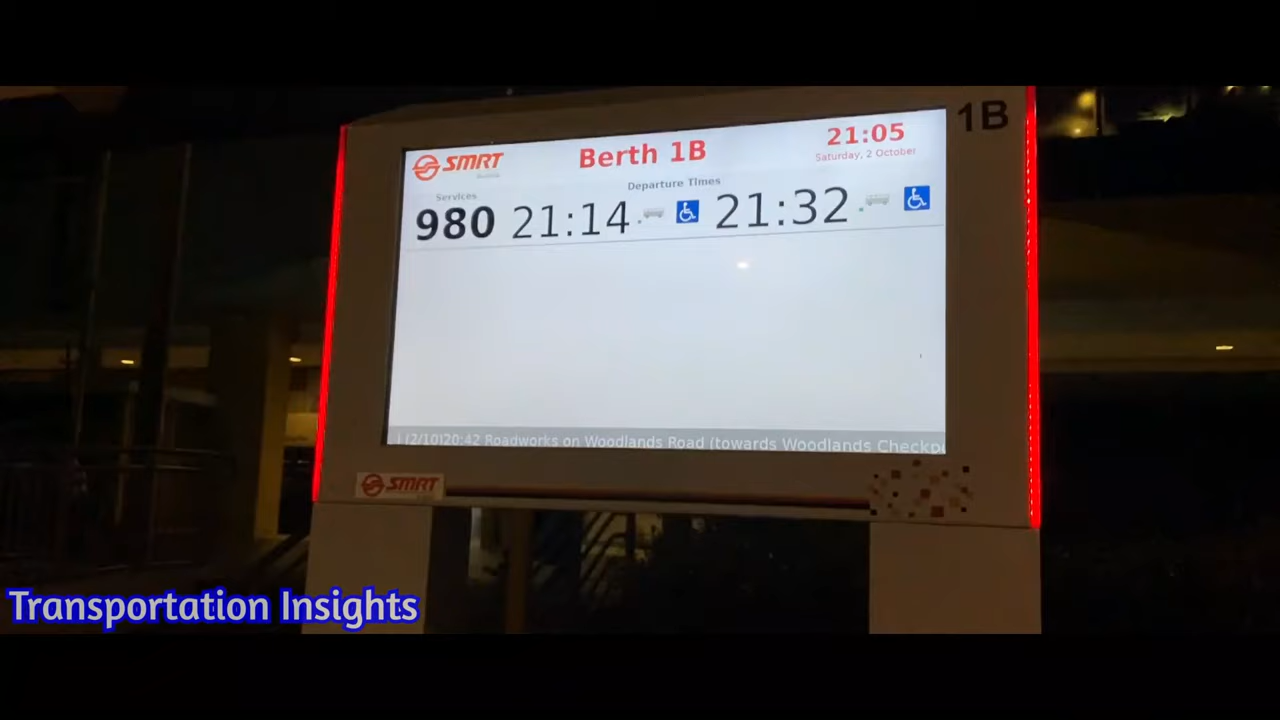 1B
SMRT
Berth 1B
21:05
Saturday, 2 October
Services
Departure Times
980 21:14 21:32
(2/10)20:42 Roadworks on Woodlands Road (towards Woodlands Checkp
SMRT
Transportation Insights